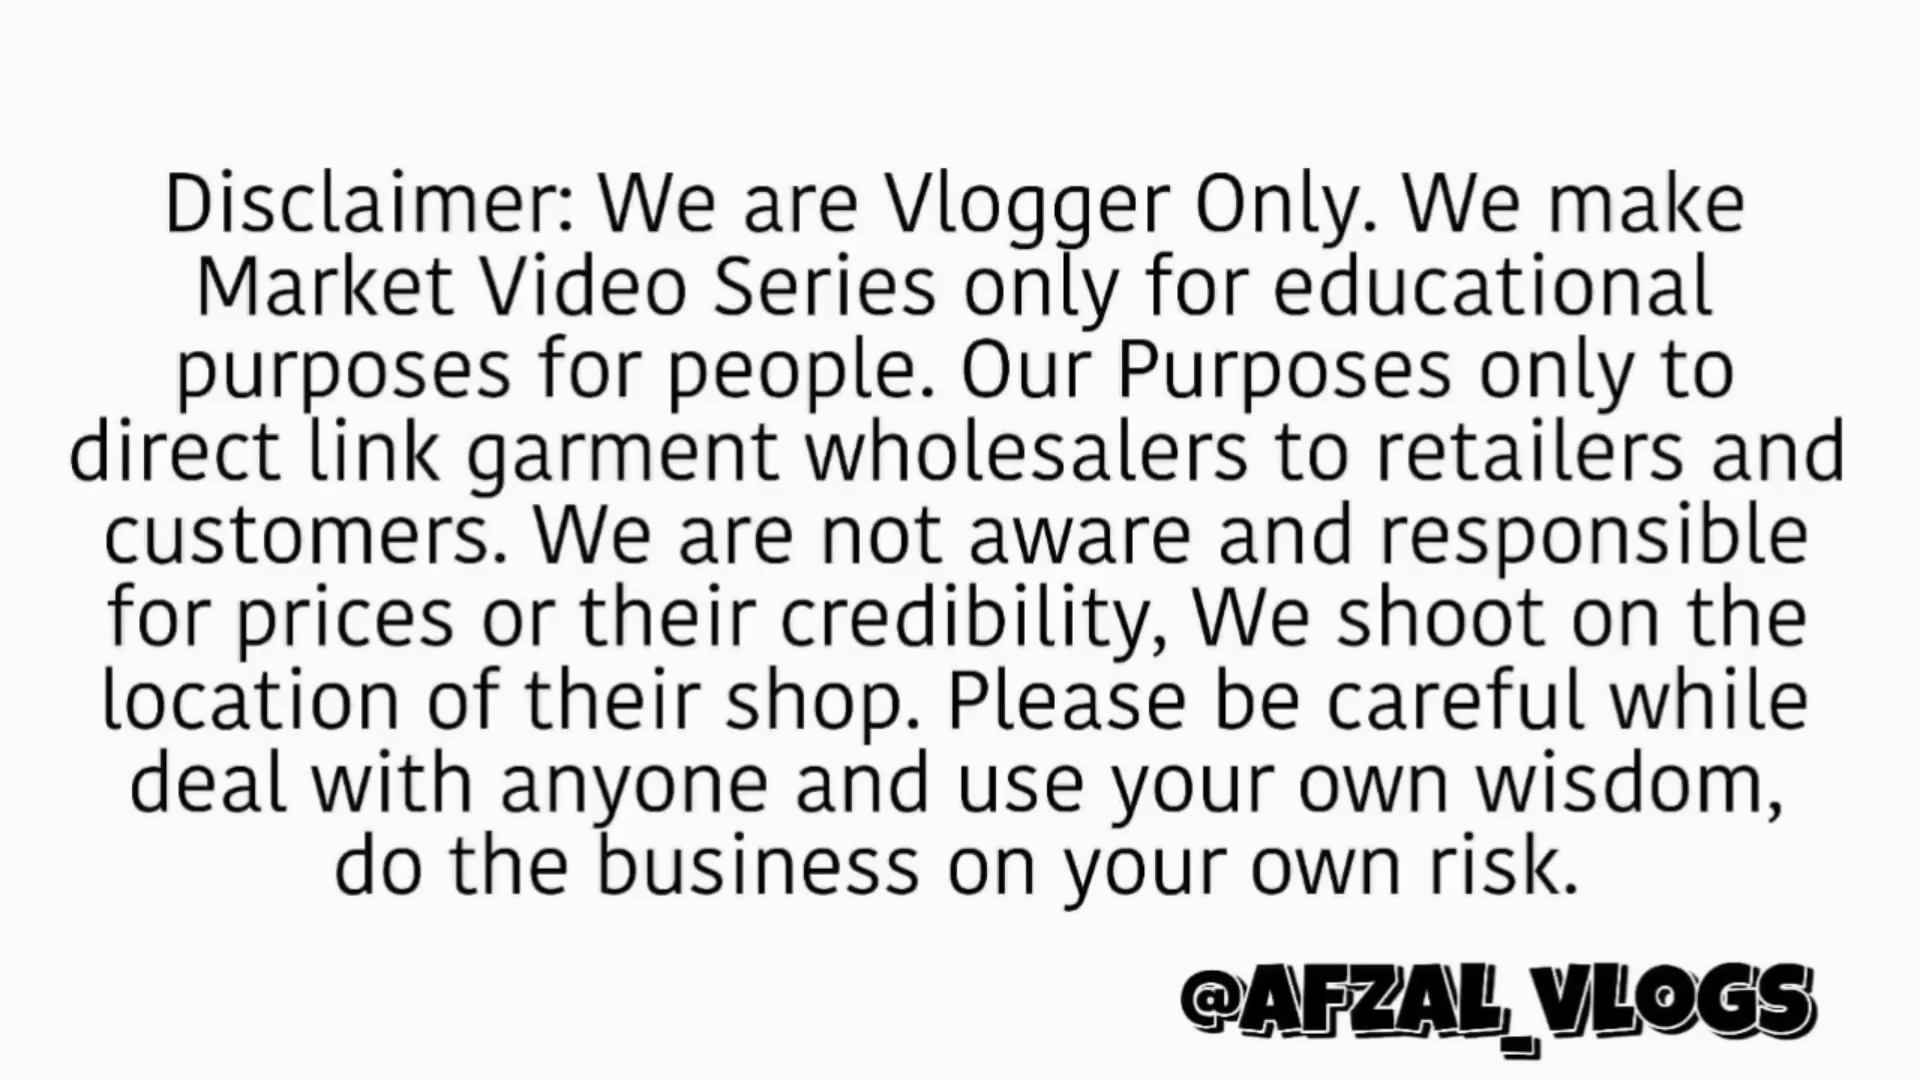 Disclaimer: We are Vlogger Only. We make
Market Video Series only for educational
purposes for people. Our Purposes only to
direct link garment wholesalers to retailers and
customers. We are not aware and responsible
for prices or their credibility, We shoot on the
location of their shop. Please be careful while
deal with anyone and use your own wisdom,
do the business on your own risk.
@AFZAL_VLOGS